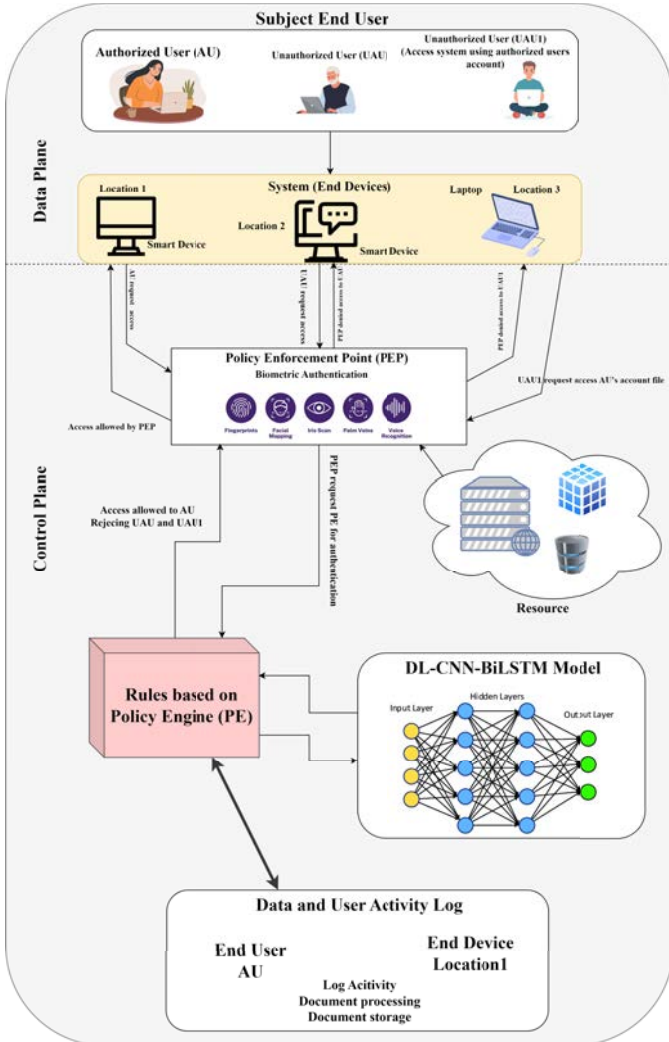 Subject End User
Authorized User (AU)
Unauthorized User (UAU)
Unauthorized User (UAU1)
(Access system using authorized users
account)
Data Plane
System (End Devices)
Location 1
Smart Device
Location 2
Smart Device
Laptop
Location 3
AU request access
UAU request access
PEP denied access to UAU
PEP denied access to UAU1
UAU1 request access AU's account file
Control Plane
Policy Enforcement Point (PEP)
Biometric Authentication
Fingerprints
Facial
Mapping
Iris Scan
Palm Veins
Voice
Recognition
Access allowed by PEP
Access allowed to AU
Rejecing UAU and UAU1
PEP request PE for authentication
Resource
Rules based on
Policy Engine (PE)
DL-CNN-BiLSTM Model
Input Layer
Hidden Layers
Output Layer
Data and User Activity Log
End User
AU
End Device
Location1
Log Acitivity
Document processing
Document storage